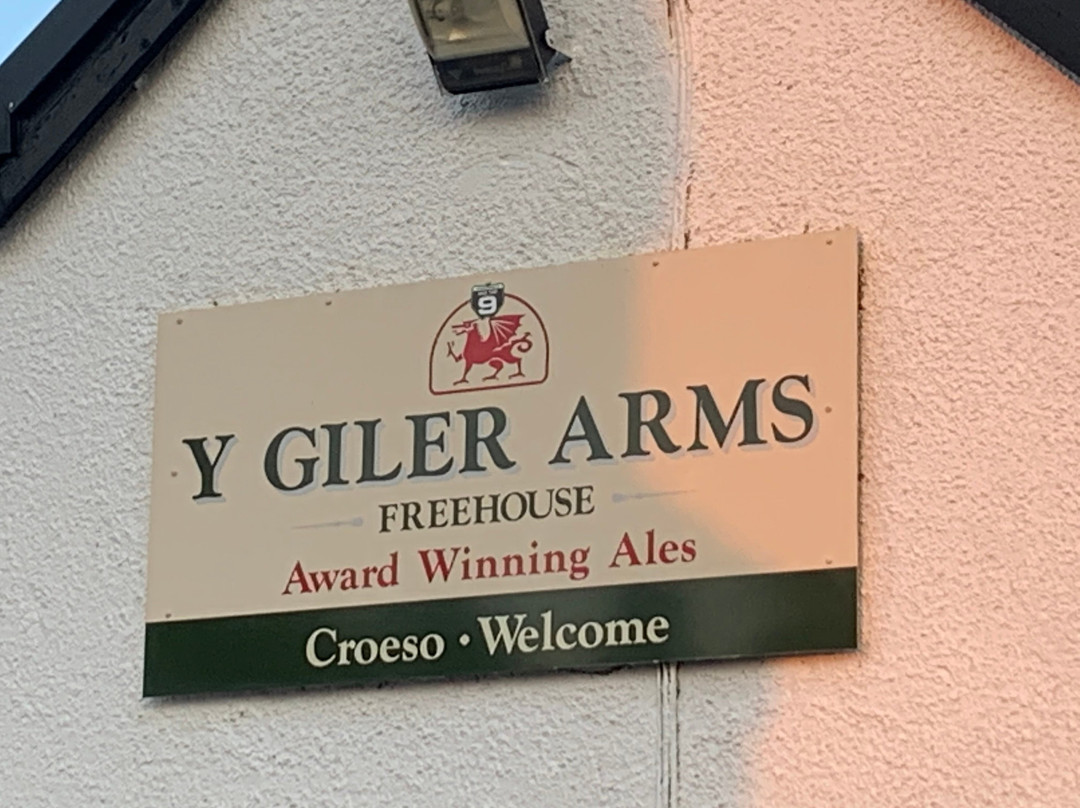 9
Y GILER ARMS
FREEHOUSE
Award Winning Ales
Croeso · Welcome